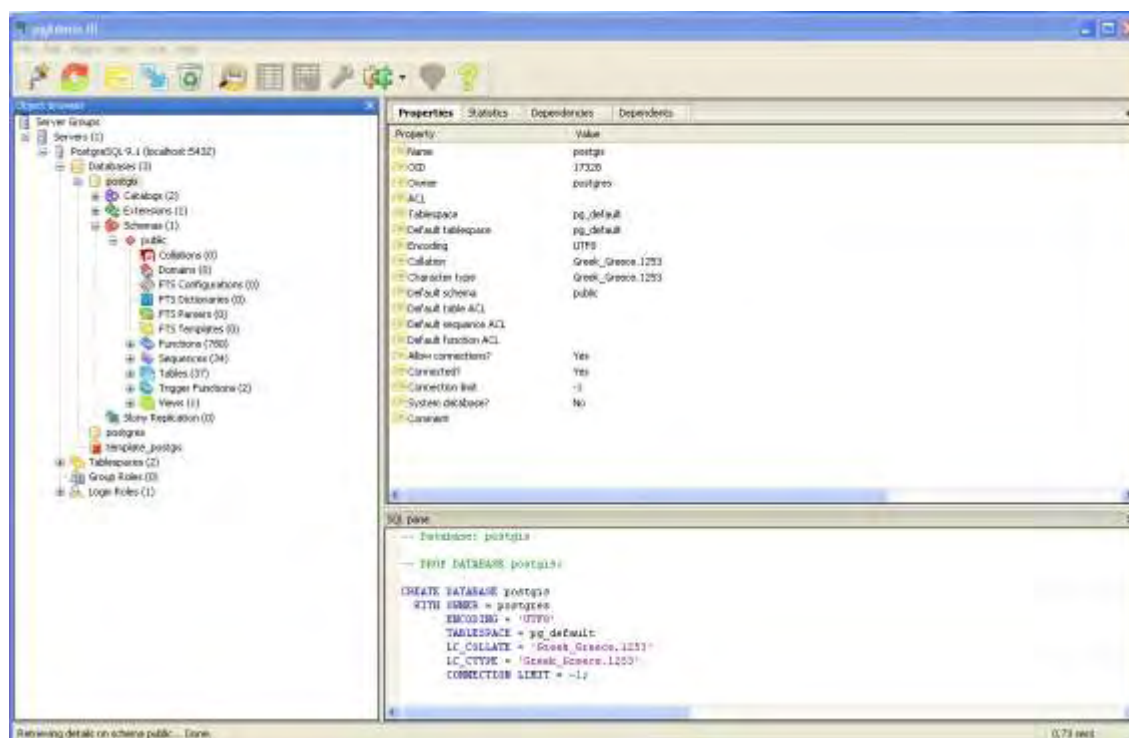 pgAdmin III
Object browser
Server Groups
Servers (1)
PostgreSQL 9.1 (localhost:5432)
Databases (3)
postgis
Catalogs (2)
Extensions (1)
Schemas (1)
public
Collations (0)
Domains (0)
FTS Configurations (0)
FTS Dictionaries (0)
FTS Parsers (0)
FTS Templates (0)
Functions (780)
Sequences (34)
Tables (37)
Trigger Functions (2)
Views (1)
Slony Replication (0)
postgres
template_postgis
Tablespaces (2)
Group Roles (0)
Login Roles (1)
Properties Statistics Dependencies Dependents
Property Value
Name postgis
OID 17328
Owner postgres
ACL
Tablespace pg_default
Default tablespace pg_default
Encoding UTF8
Collation Greek_Greece.1253
Character type Greek_Greece.1253
Default schema public
Default table ACL
Default sequence ACL
Default function ACL
Allow connections? Yes
Connected? Yes
Connection limit -1
System database? No
Comment
SQL pane
-- Database: postgis
-- DROP DATABASE postgis;
CREATE DATABASE postgis
WITH OWNER = postgres
ENCODING = 'UTF8'
TABLESPACE = pg_default
LC_COLLATE = 'Greek_Greece.1253'
LC_CTYPE = 'Greek_Greece.1253'
CONNECTION LIMIT = -1;
Retrieving details on schema public... Done. 0,73 secs